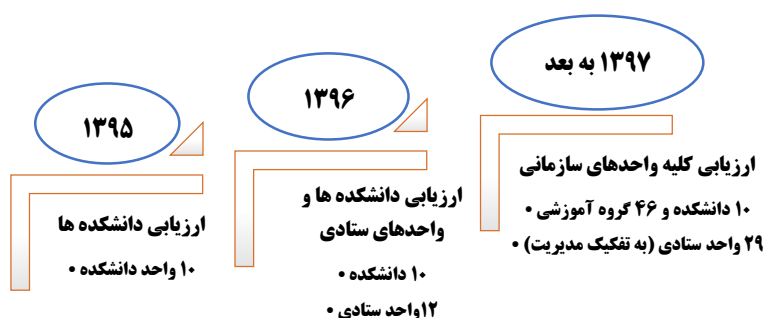 ۱۳۹۵
ارزیابی دانشکده ها
۱۰ واحد دانشکده •
۱۳۹۶
ارزیابی دانشکده ها و
واحدهای ستادی
۱۰ دانشکده •
۱۲واحد ستادی •
۱۳۹۷ به بعد
ارزیابی کلیه واحدهای سازمانی
۱۰ دانشکده و ۴۶ گروه آموزشی •
۲۹ واحد ستادی (به تفکیک مدیریت) •